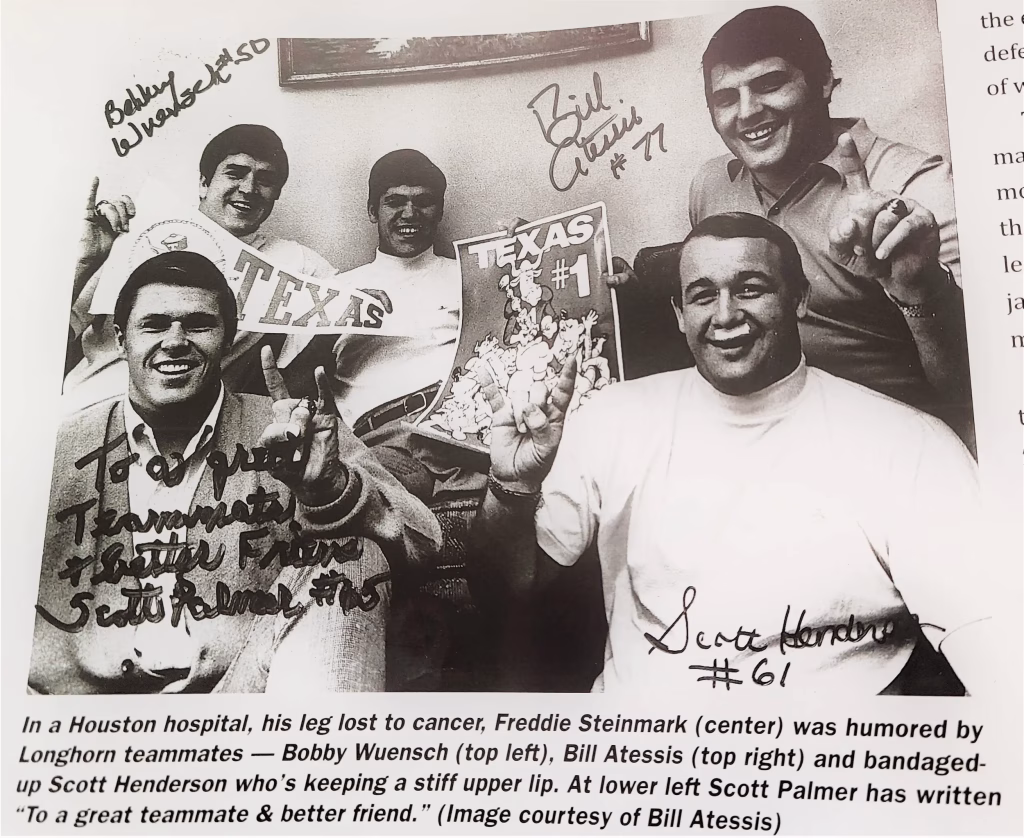 Bobby
Wuensch #50
Bill
Atessis
#77
TEXAS
TEXAS
#1
To a great
Teammate
+ better Friend
Scott Palmer #65
Scott Henderson
#61
In a Houston hospital, his leg lost to cancer, Freddie Steinmark (center) was humored by
Longhorn teammates — Bobby Wuensch (top left), Bill Atessis (top right) and bandaged-
up Scott Henderson who's keeping a stiff upper lip. At lower left Scott Palmer has written
“To a great teammate & better friend.” (Image courtesy of Bill Atessis)
the
of